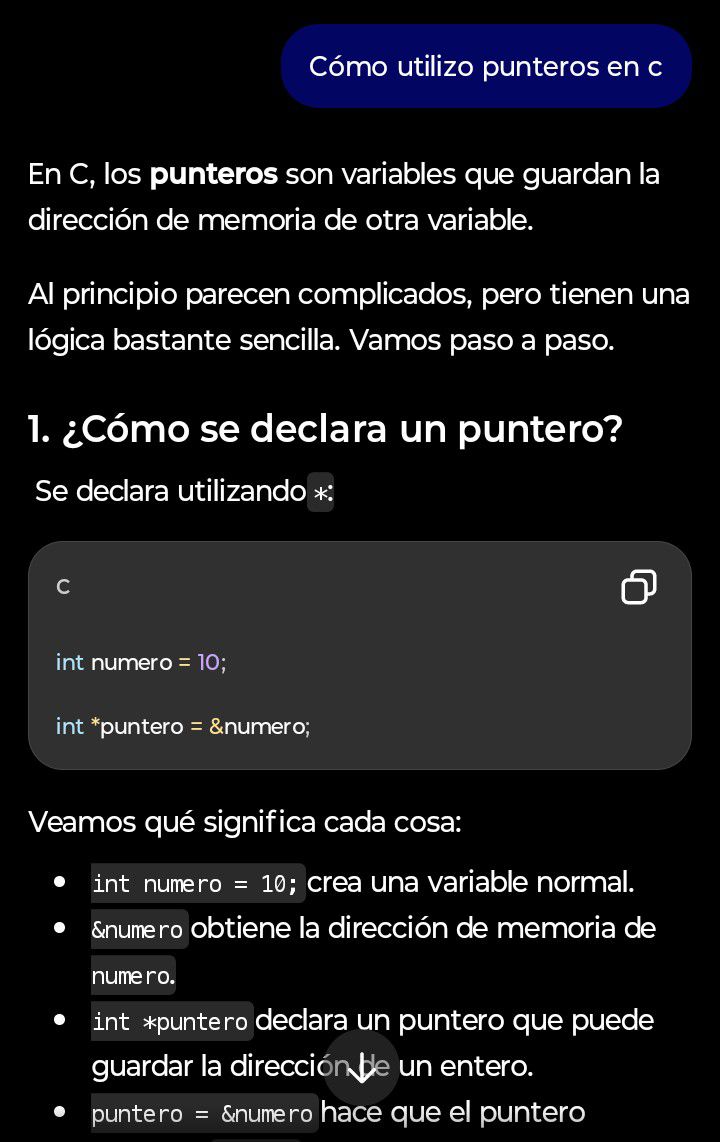 Cómo utilizo punteros en c
En C, los punteros son variables que guardan la
dirección de memoria de otra variable.
Al principio parecen complicados, pero tienen una
lógica bastante sencilla. Vamos paso a paso.
1. ¿Cómo se declara un puntero?
Se declara utilizando *:
c
int numero = 10;
int *puntero = &numero;
Veamos qué significa cada cosa:
int numero = 10; crea una variable normal.
&numero obtiene la dirección de memoria de
numero.
int *puntero declara un puntero que puede
guardar la dirección de un entero.
puntero = &numero hace que el puntero